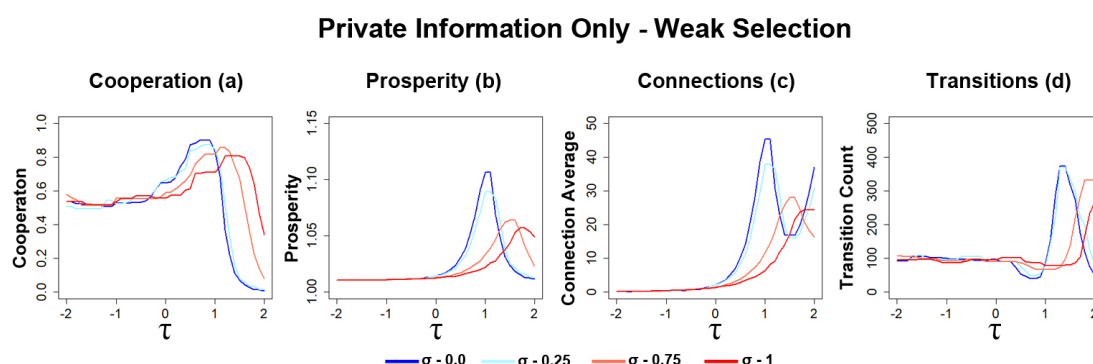 Private Information Only - Weak Selection
Cooperation (a)
Prosperity (b)
Connections (c)
Transitions (d)
Cooperaton
0.0 0.2 0.4 0.6 0.8 1.0
-2 -1 0 1 2
τ
Prosperity
1.00 1.05 1.10 1.15
-2 -1 0 1 2
τ
Connection Average
0 10 20 30 40 50
-2 -1 0 1 2
τ
Transition Count
0 100 200 300 400 500
-2 -1 0 1 2
τ
σ - 0.0
σ - 0.25
σ - 0.75
σ - 1